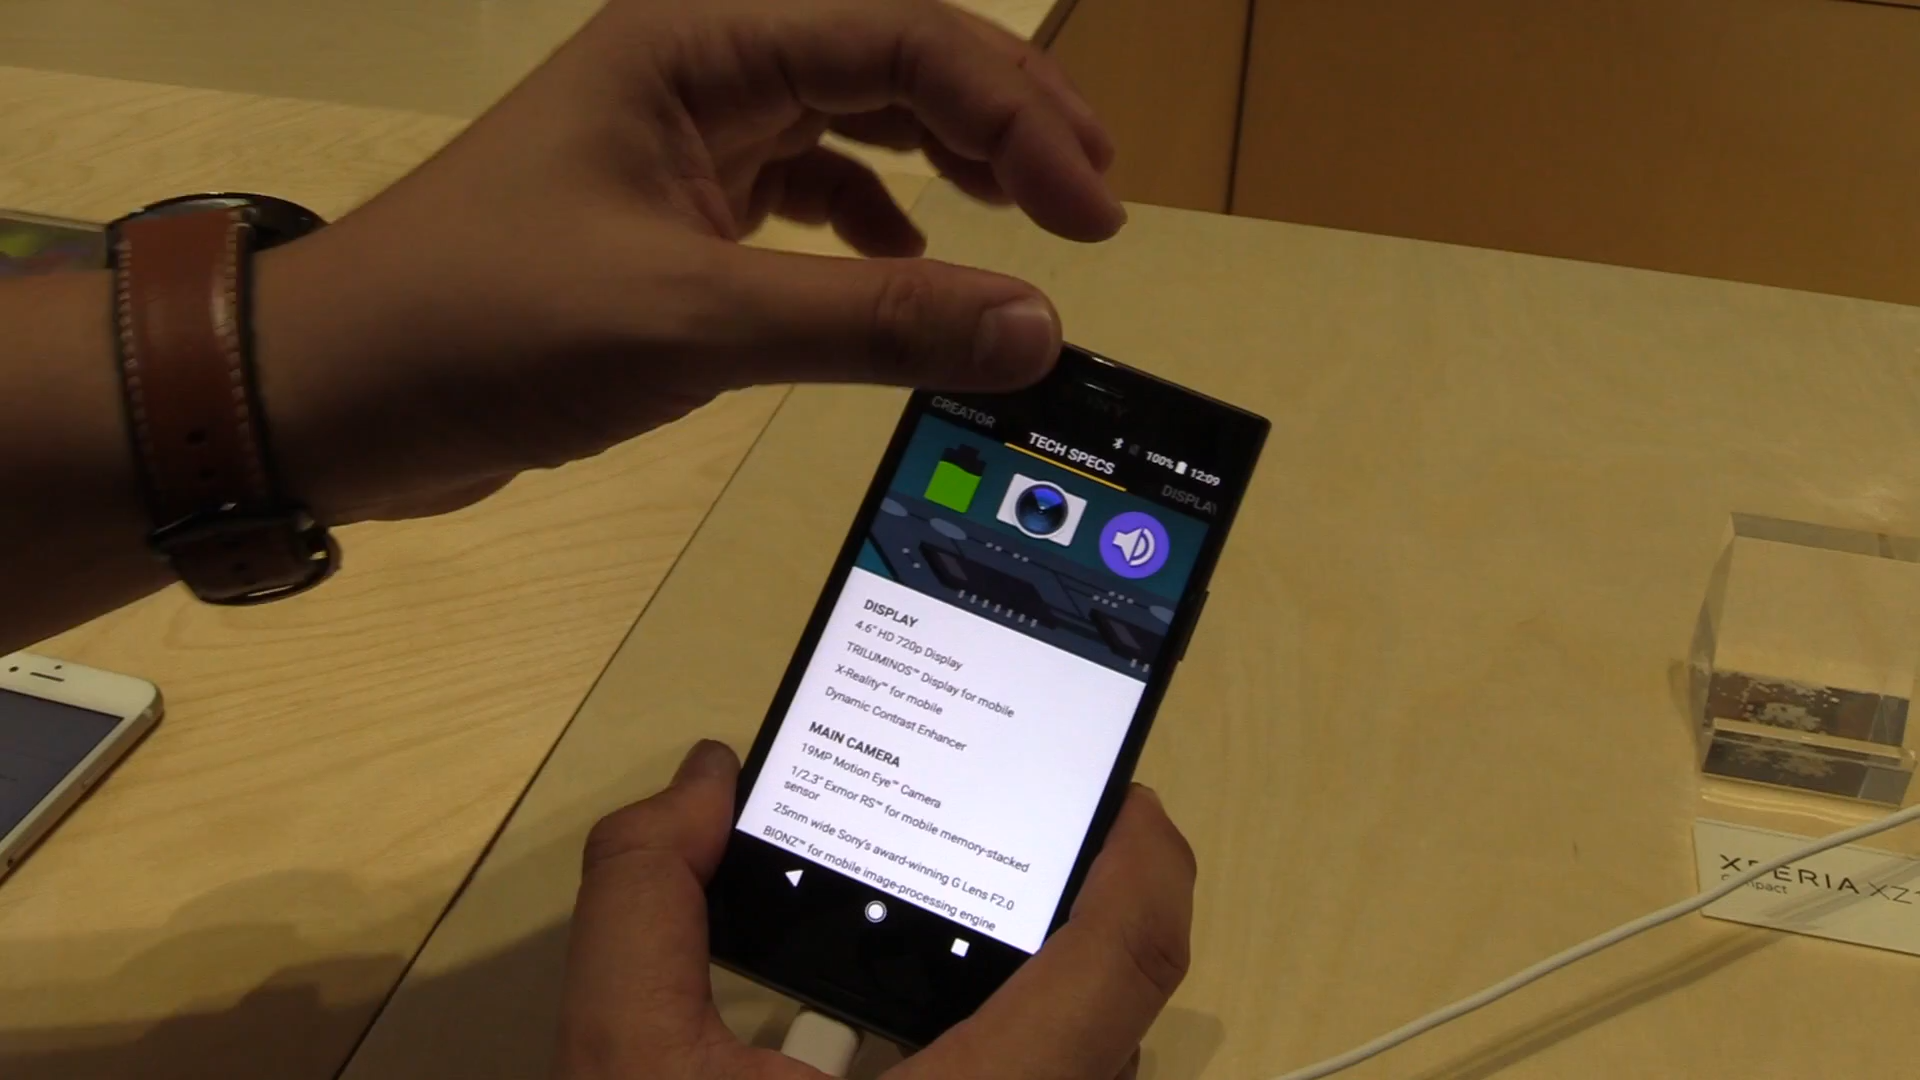 CREATOR
TECH SPECS
100% 12:09
DISPLAY
DISPLAY
4.6" HD 720p Display
TRILUMINOS™ Display for mobile
X-Reality™ for mobile
Dynamic Contrast Enhancer
MAIN CAMERA
19MP Motion Eye™ Camera
1/2.3" Exmor RS™ for mobile memory-stacked
sensor
25mm wide Sony's award-winning G Lens F2.0
BIONZ™ for mobile image-processing engine
XPERIA XZ1
Compact